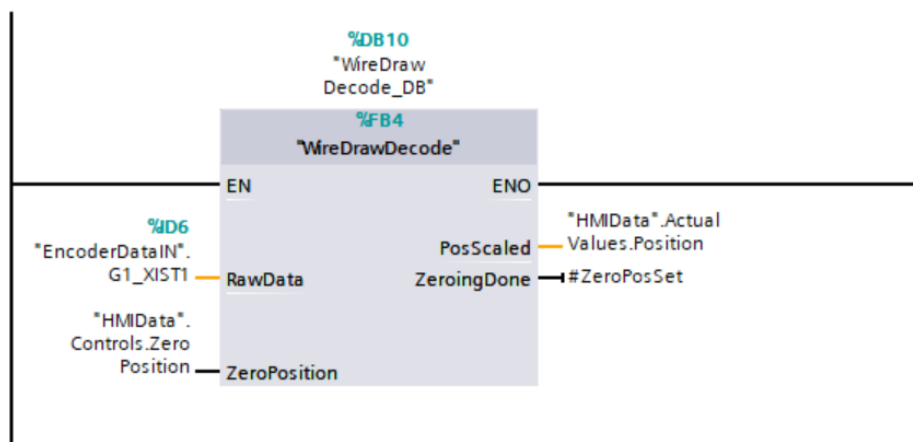 %DB10
"WireDraw
Decode_DB"
%FB4
"WireDrawDecode"
EN
ENO
%ID6
"EncoderDataIN".
G1_XIST1
RawData
PosScaled
"HMIData".Actual
Values.Position
ZeroingDone
#ZeroPosSet
"HMIData".
Controls.Zero
Position
ZeroPosition